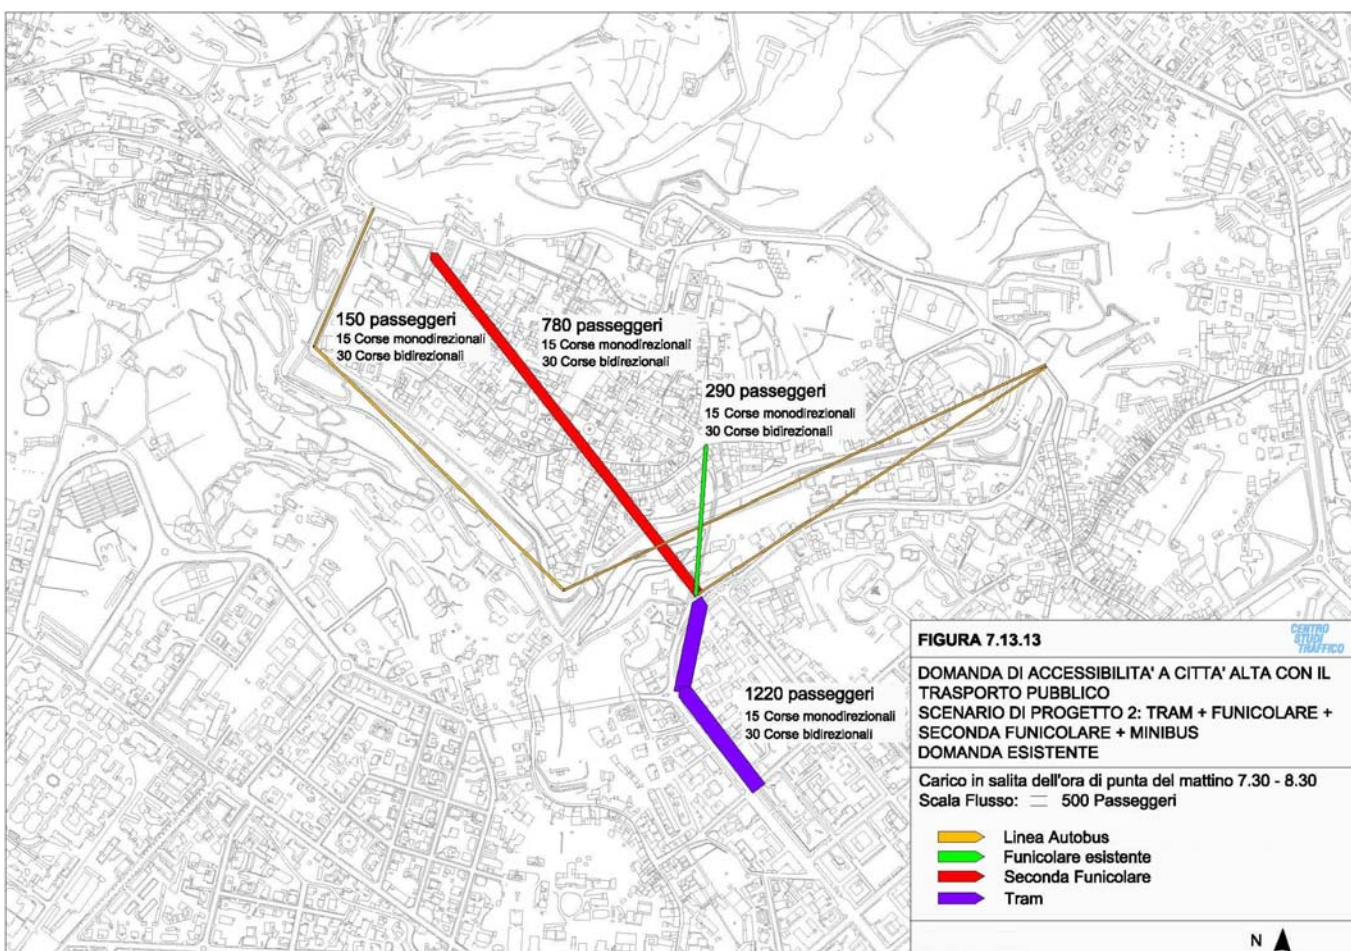 150 passeggeri
15 Corse monodirezionali
30 Corse bidirezionali
780 passeggeri
15 Corse monodirezionali
30 Corse bidirezionali
290 passeggeri
15 Corse monodirezionali
30 Corse bidirezionali
1220 passeggeri
15 Corse monodirezionali
30 Corse bidirezionali
FIGURA 7.13.13
CENTRO
STUDI
TRAFFICO
DOMANDA DI ACCESSIBILITA' A CITTA' ALTA CON IL
TRASPORTO PUBBLICO
SCENARIO DI PROGETTO 2: TRAM + FUNICOLARE +
SECONDA FUNICOLARE + MINIBUS
DOMANDA ESISTENTE
Carico in salita dell'ora di punta del mattino 7.30 - 8.30
Scala Flusso: 500 Passeggeri
Linea Autobus
Funicolare esistente
Seconda Funicolare
Tram
N